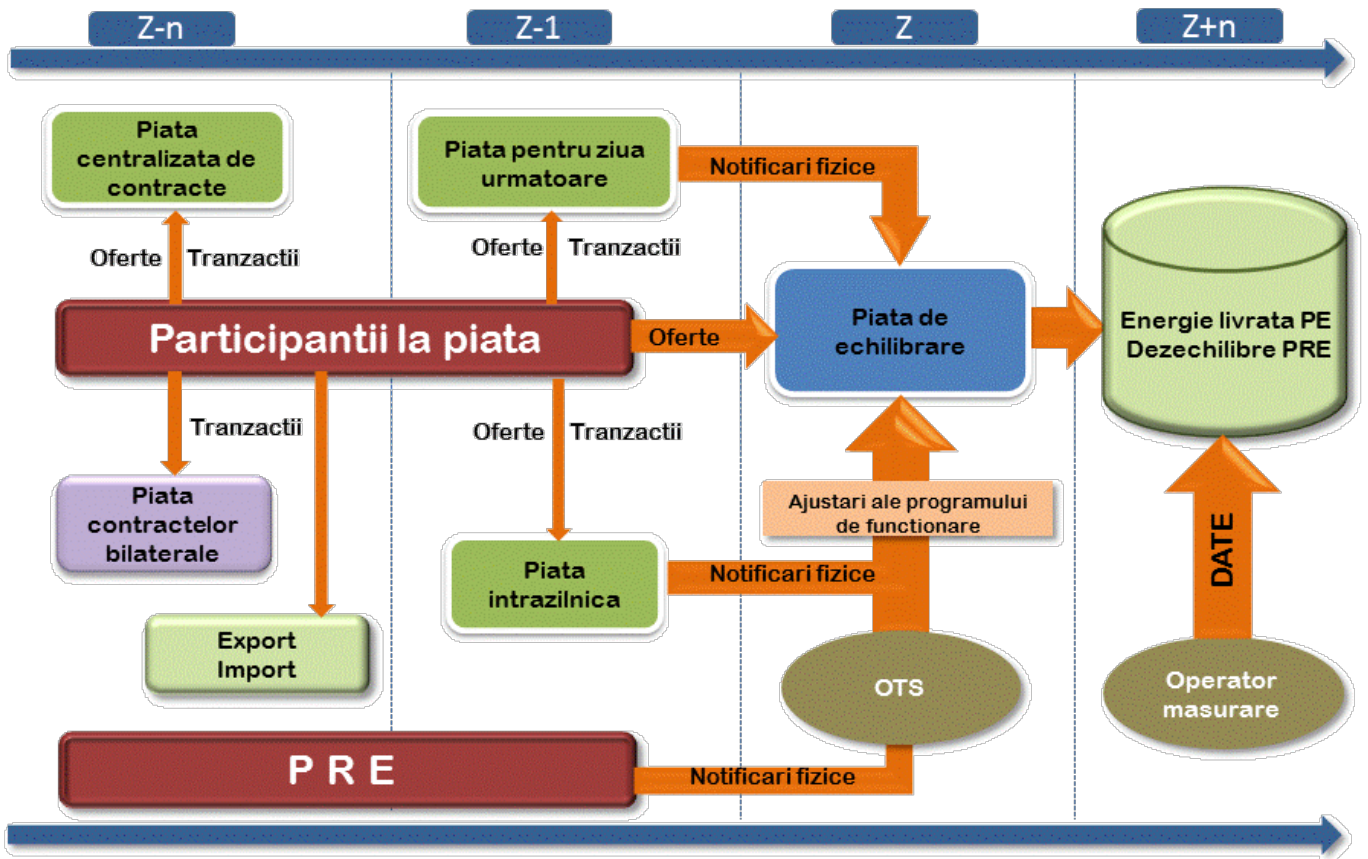 Z-n
Z-1
Z
Z+n
Piata
centralizata de
contracte
Piata pentru ziua
urmatoare
Notificari fizice
Oferte
Tranzactii
Oferte
Tranzactii
Participantii la piata
Oferte
Piata de
echilibrare
Energie livrata PE
Dezechilibre PRE
Tranzactii
Oferte
Tranzactii
Piata
contractelor
bilaterale
Ajustari ale programului
de functionare
DATE
Piata
intrazilnica
Notificari fizice
Export
Import
OTS
Operator
masurare
P R E
Notificari fizice